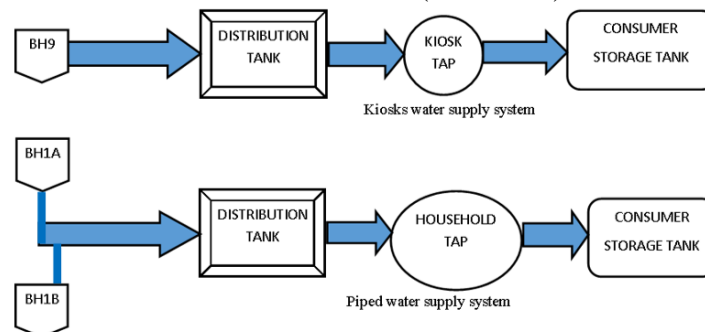 BH9
DISTRIBUTION
TANK
KIOSK
TAP
CONSUMER
STORAGE TANK
Kiosks water supply system
BH1A
DISTRIBUTION
TANK
HOUSEHOLD
TAP
CONSUMER
STORAGE TANK
BH1B
Piped water supply system